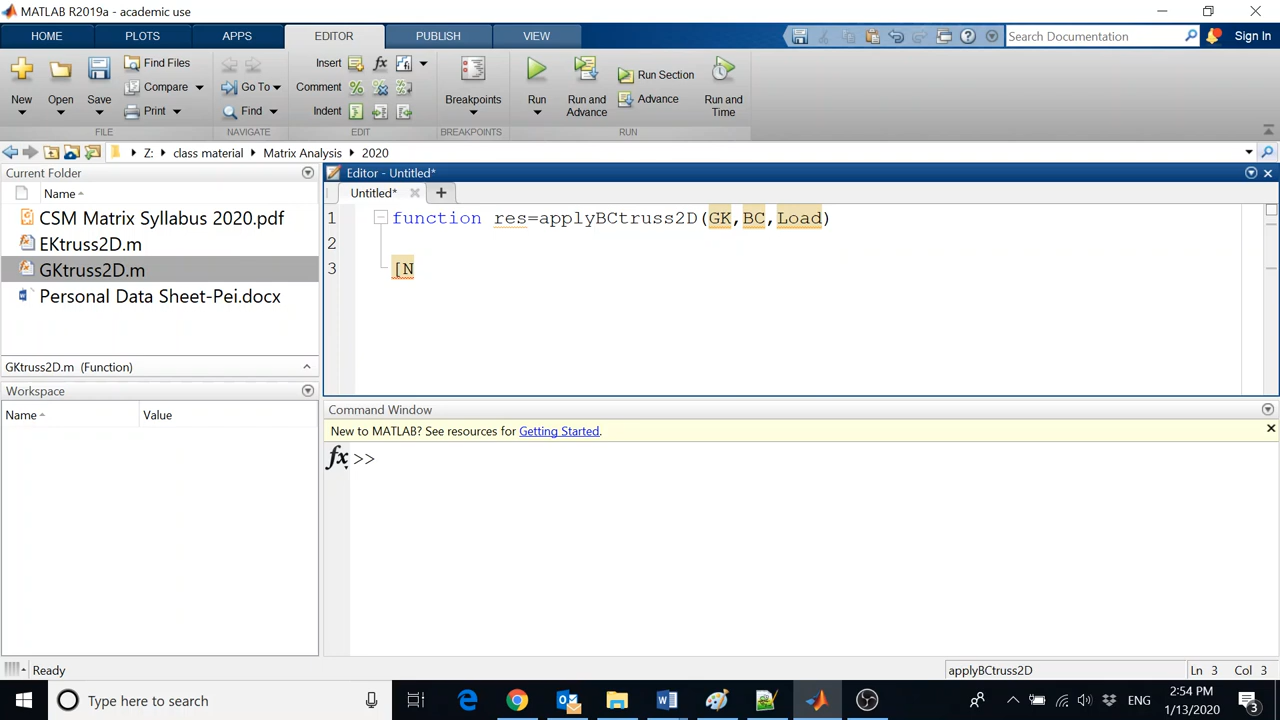 MATLAB R2019a - academic use
HOME PLOTS APPS EDITOR PUBLISH VIEW Search Documentation Sign In
New Open Save Find Files Compare Print
Go To Find
Insert fx Comment % Indent
Breakpoints Run Run and Advance Run Section Advance Run and Time
FILE NAVIGATE EDIT BREAKPOINTS RUN
Z: class material Matrix Analysis 2020
Current Folder
Name
CSM Matrix Syllabus 2020.pdf
EKtruss2D.m
GKtruss2D.m
Personal Data Sheet-Pei.docx
GKtruss2D.m (Function)
Workspace
Name Value
Editor - Untitled*
Untitled* +
1 function res=applyBCtruss2D(GK,BC,Load)
2
3 [N
Command Window
New to MATLAB? See resources for Getting Started.
fx >>
Ready applyBCtruss2D Ln 3 Col 3
Type here to search ENG 2:54 PM 1/13/2020 3